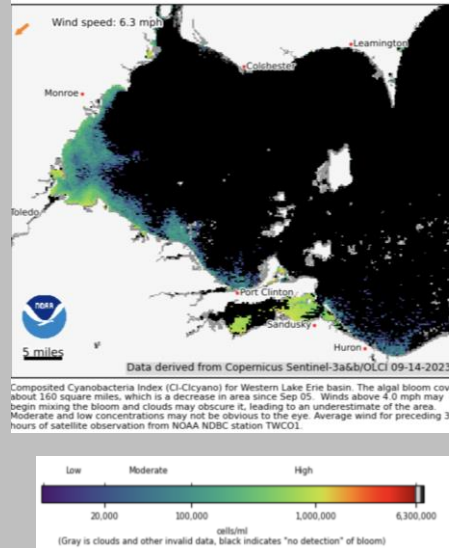 Wind speed: 6.3 mph
Leamington
Colchester
Monroe
Toledo
Port Clinton
Sandusky
Huron
NOAA
5 miles
Data derived from Copernicus Sentinel-3a&b/OLCI 09-14-2023
Composited Cyanobacteria Index (CI-CIcyano) for Western Lake Erie basin. The algal bloom cov
about 160 square miles, which is a decrease in area since Sep 05. Winds above 4.0 mph may
begin mixing the bloom and clouds may obscure it, leading to an underestimate of the area.
Moderate and low concentrations may not be obvious to the eye. Average wind for preceding 3
hours of satellite observation from NOAA NDBC station TWCO1.
Low Moderate High
20,000 100,000 1,000,000 6,300,000
cells/ml
(Gray is clouds and other invalid data, black indicates "no detection" of bloom)